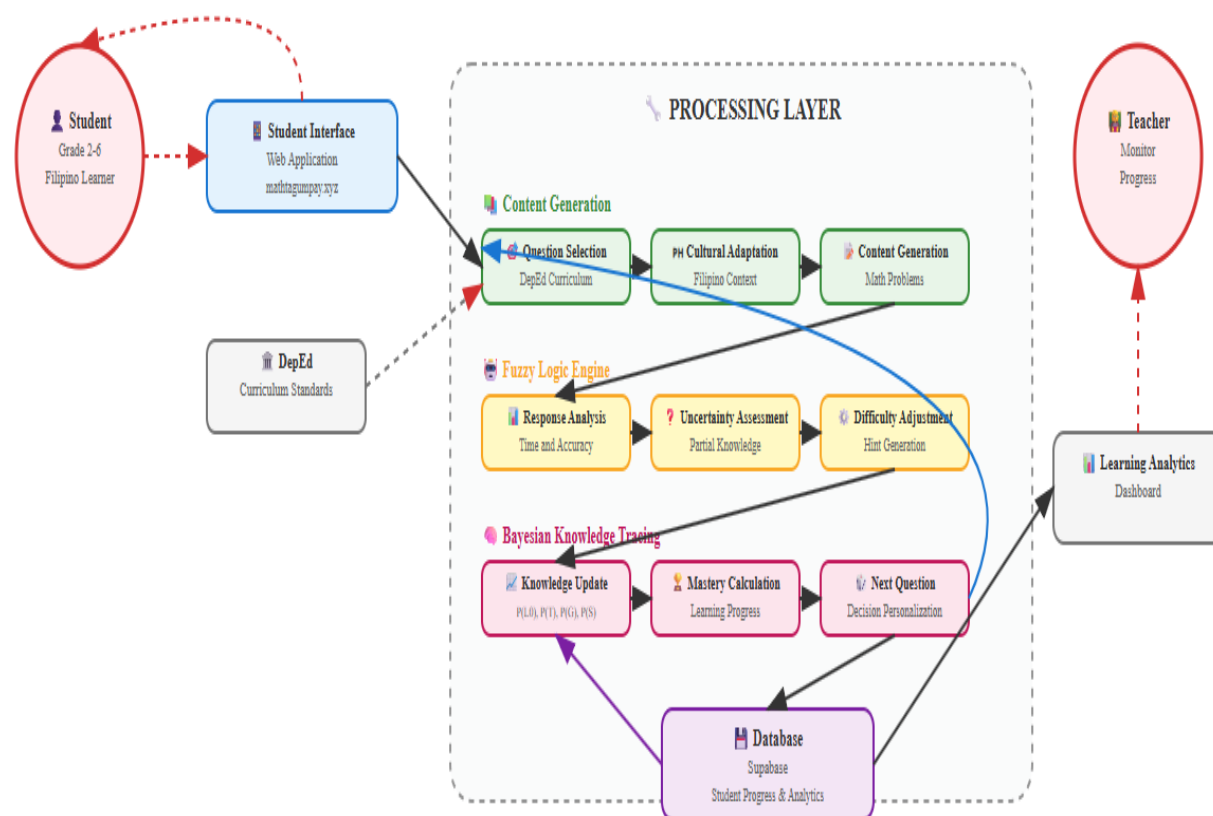 Student
Grade 2-6
Filipino Learner
Student Interface
Web Application
mathtagumpay.xyz
DepEd
Curriculum Standards
PROCESSING LAYER
Content Generation
Question Selection
DepEd Curriculum
PH Cultural Adaptation
Filipino Context
Content Generation
Math Problems
Fuzzy Logic Engine
Response Analysis
Time and Accuracy
Uncertainty Assessment
Partial Knowledge
Difficulty Adjustment
Hint Generation
Bayesian Knowledge Tracing
Knowledge Update
P(L0), P(T), P(G), P(S)
Mastery Calculation
Learning Progress
Next Question
Decision Personalization
Database
Supabase
Student Progress & Analytics
Teacher
Monitor
Progress
Learning Analytics
Dashboard